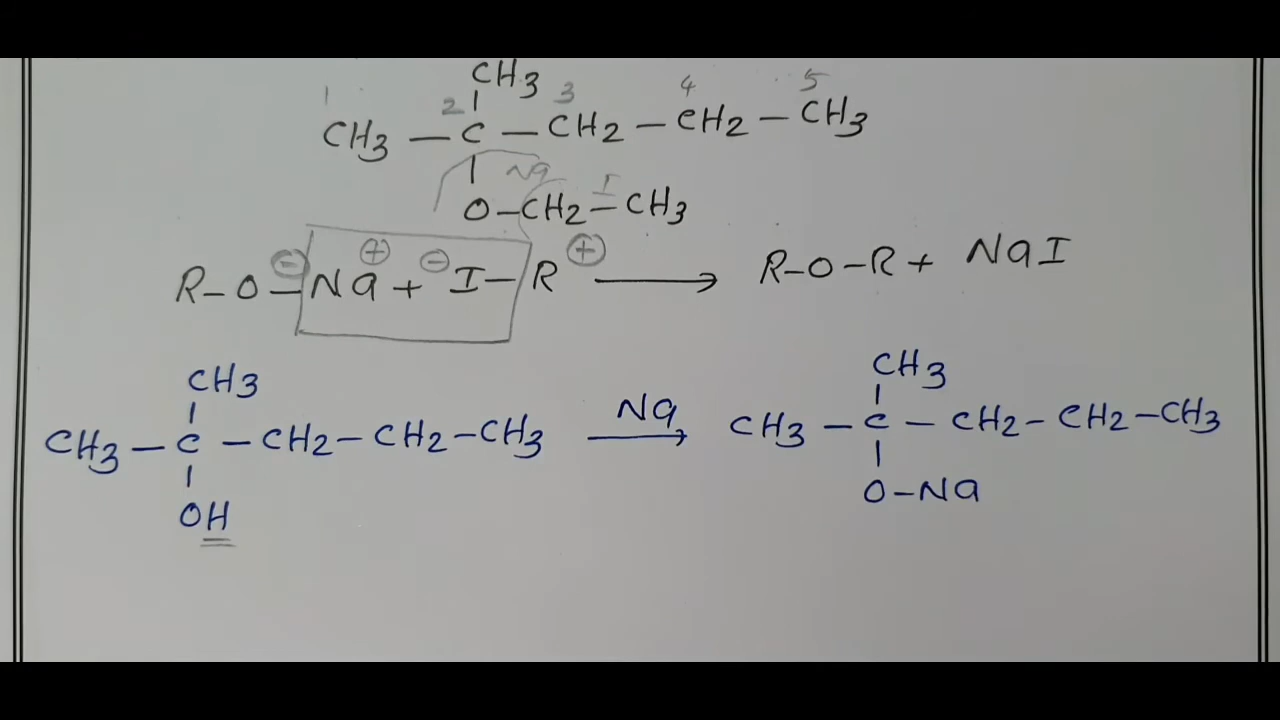 CH3
1 2 3 4 5
CH3 — C — CH2 — CH2 — CH3
Na I
O — CH2 — CH3
R — O⊖ — Na⊕ + ⊖I — R⊕ ⟶ R — O — R + NaI
CH3 CH3
CH3 — C — CH2 — CH2 — CH3 Na⟶ CH3 — C — CH2 — CH2 — CH3
OH O — Na